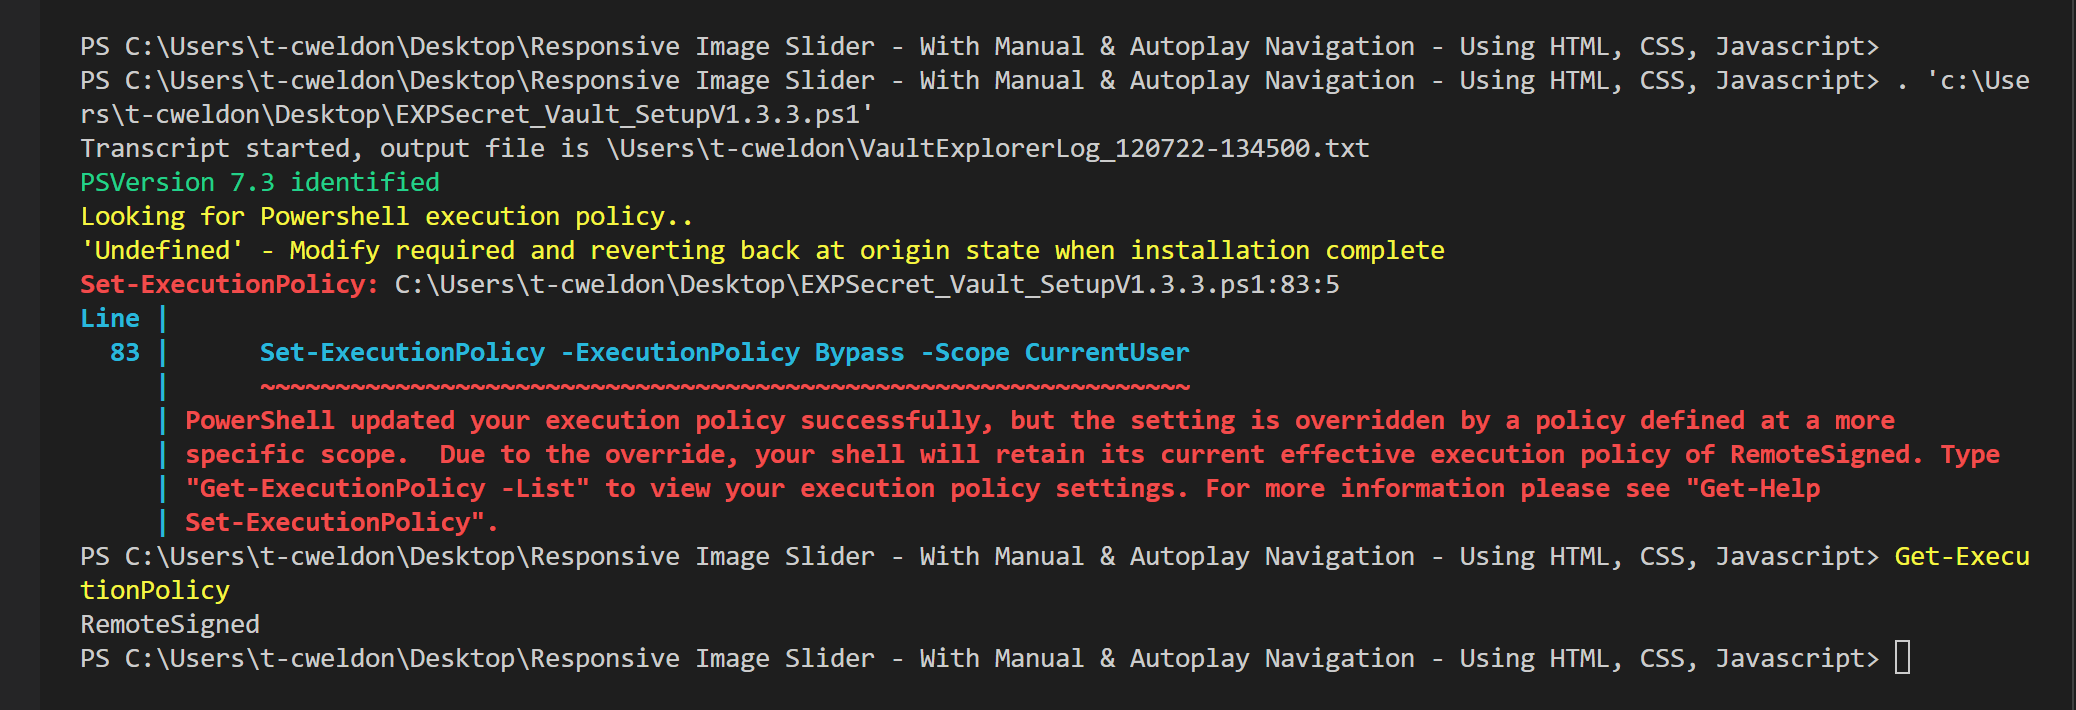 PS C:\Users\t-cweldon\Desktop\Responsive Image Slider - With Manual & Autoplay Navigation - Using HTML, CSS, Javascript>
PS C:\Users\t-cweldon\Desktop\Responsive Image Slider - With Manual & Autoplay Navigation - Using HTML, CSS, Javascript> . 'c:\Use
rs\t-cweldon\Desktop\EXPSecret_Vault_SetupV1.3.3.ps1'
Transcript started, output file is \Users\t-cweldon\VaultExplorerLog_120722-134500.txt
PSVersion 7.3 identified
Looking for Powershell execution policy..
'Undefined' - Modify required and reverting back at origin state when installation complete
Set-ExecutionPolicy: C:\Users\t-cweldon\Desktop\EXPSecret_Vault_SetupV1.3.3.ps1:83:5
Line |
  83 |      Set-ExecutionPolicy -ExecutionPolicy Bypass -Scope CurrentUser
     |      ~~~~~~~~~~~~~~~~~~~~~~~~~~~~~~~~~~~~~~~~~~~~~~~~~~~~~~~~~~~~~~
     | PowerShell updated your execution policy successfully, but the setting is overridden by a policy defined at a more
     | specific scope.  Due to the override, your shell will retain its current effective execution policy of RemoteSigned. Type
     | "Get-ExecutionPolicy -List" to view your execution policy settings. For more information please see "Get-Help
     | Set-ExecutionPolicy".
PS C:\Users\t-cweldon\Desktop\Responsive Image Slider - With Manual & Autoplay Navigation - Using HTML, CSS, Javascript> Get-Execu
tionPolicy
RemoteSigned
PS C:\Users\t-cweldon\Desktop\Responsive Image Slider - With Manual & Autoplay Navigation - Using HTML, CSS, Javascript>